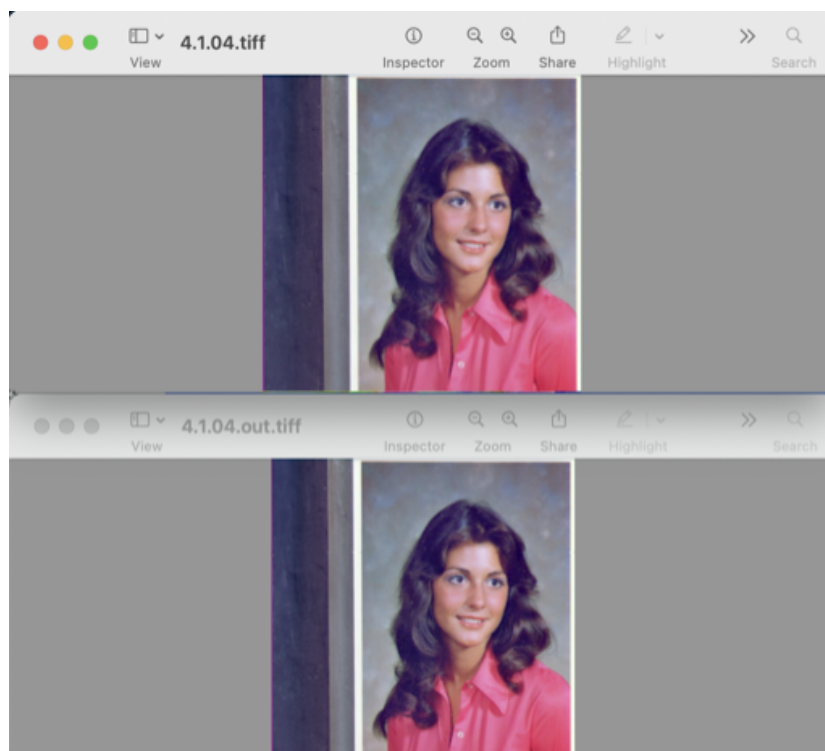 4.1.04.tiff
View
Inspector
Zoom
Share
Highlight
Search
4.1.04.out.tiff
View
Inspector
Zoom
Share
Highlight
Search